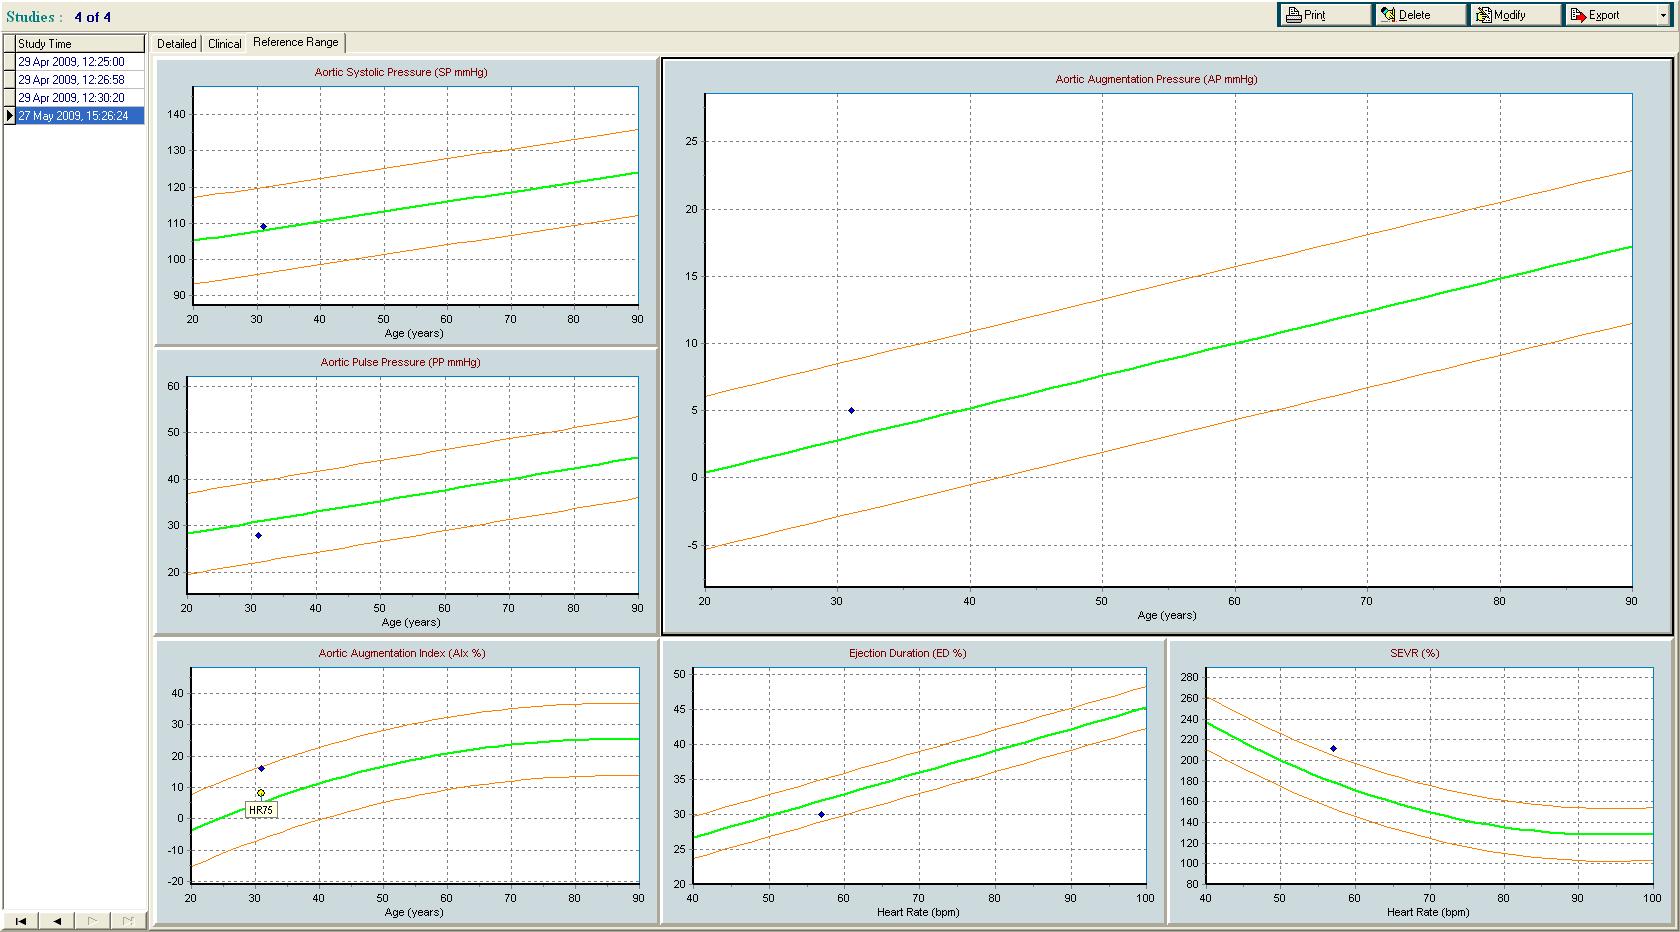 Studies : 4 of 4
Print Delete Modify Export
Study Time
29 Apr 2009, 12:25:00
29 Apr 2009, 12:26:58
29 Apr 2009, 12:30:20
27 May 2009, 15:26:24
Detailed Clinical Reference Range
Aortic Systolic Pressure (SP mmHg)
140
130
120
110
100
90
20 30 40 50 60 70 80 90
Age (years)
Aortic Pulse Pressure (PP mmHg)
60
50
40
30
20
20 30 40 50 60 70 80 90
Age (years)
Aortic Augmentation Pressure (AP mmHg)
25
20
15
10
5
0
-5
20 30 40 50 60 70 80 90
Age (years)
Aortic Augmentation Index (AIx %)
40
30
20
10
HR75
0
-10
-20
20 30 40 50 60 70 80 90
Age (years)
Ejection Duration (ED %)
50
45
40
35
30
25
20
40 50 60 70 80 90 100
Heart Rate (bpm)
SEVR (%)
280
260
240
220
200
180
160
140
120
100
80
40 50 60 70 80 90 100
Heart Rate (bpm)